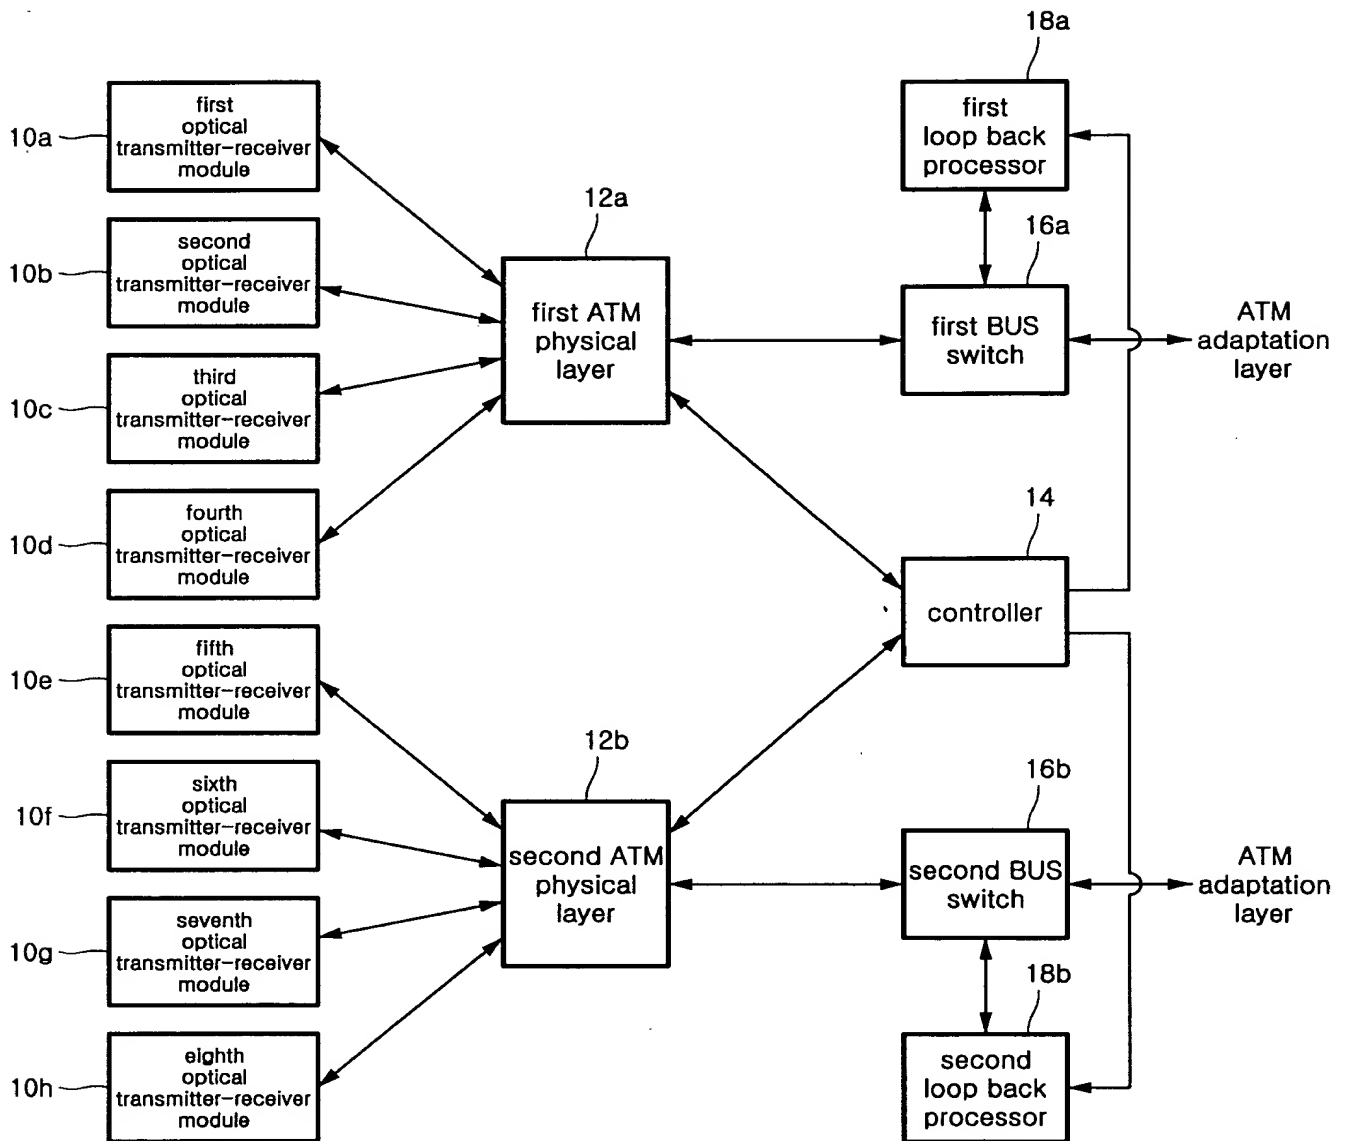 18a
first
loop back
processor
10a
first
optical
transmitter-receiver
module
12a
16a
10b
second
optical
transmitter-receiver
module
first ATM
physical
layer
first BUS
switch
ATM
adaptation
layer
10c
third
optical
transmitter-receiver
module
10d
fourth
optical
transmitter-receiver
module
14
controller
10e
fifth
optical
transmitter-receiver
module
12b
16b
10f
sixth
optical
transmitter-receiver
module
second ATM
physical
layer
second BUS
switch
ATM
adaptation
layer
10g
seventh
optical
transmitter-receiver
module
18b
10h
eighth
optical
transmitter-receiver
module
second
loop back
processor